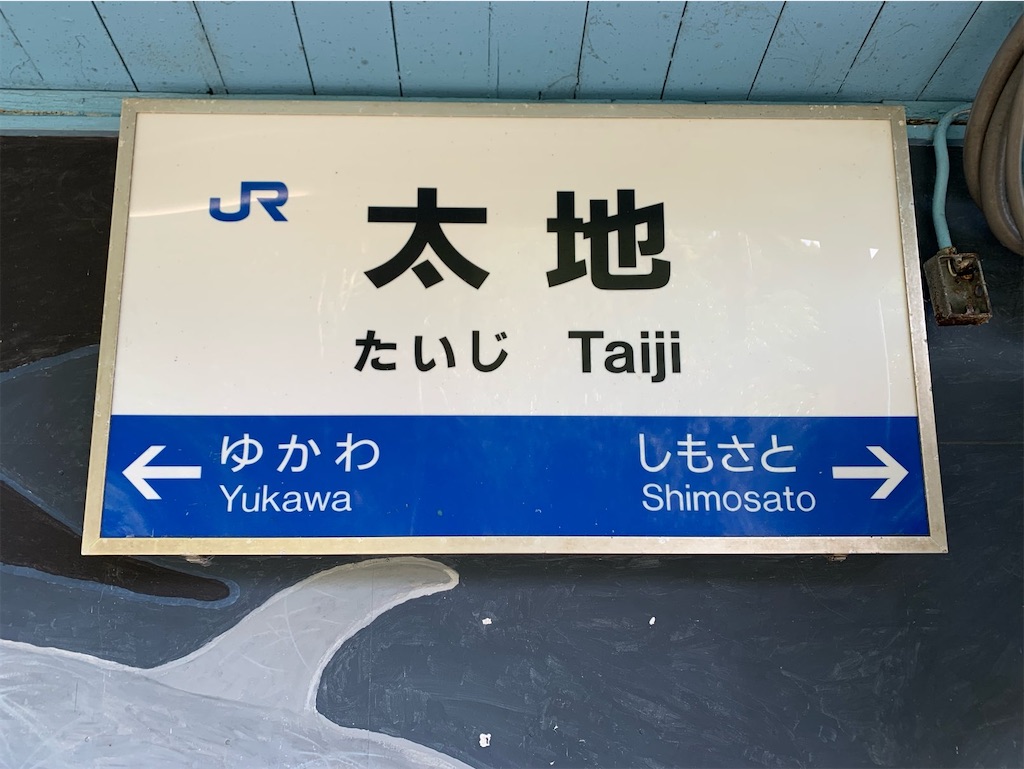 JR
太地
たいじ Taiji
← ゆかわ しもさと →
Yukawa Shimosato